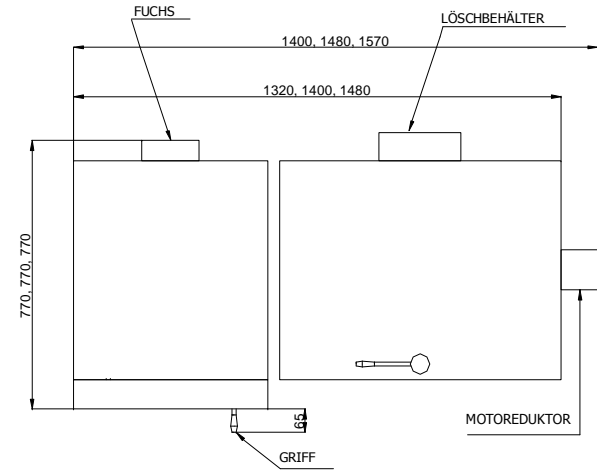 FUCHS
LÖSCHBEHÄLTER
1400, 1480, 1570
1320, 1400, 1480
770, 770, 770
65
MOTOREDUKTOR
GRIFF